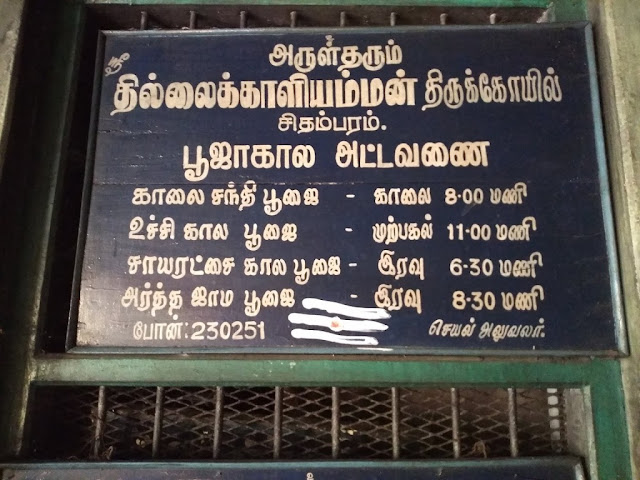 அருள்தரும்
தில்லைக்காளியம்மன் திருக்கோயில்
சிதம்பரம்.
பூஜாகால அட்டவணை
காலை சந்தி பூஜை - காலை 8-00 மணி
உச்சி கால பூஜை - முற்பகல் 11-00 மணி
சாயரட்சை கால பூஜை - இரவு 6-30 மணி
அர்த்த ஜாம பூஜை - இரவு 8-30 மணி
போன்: 230251 செயல் அலுவலர்.